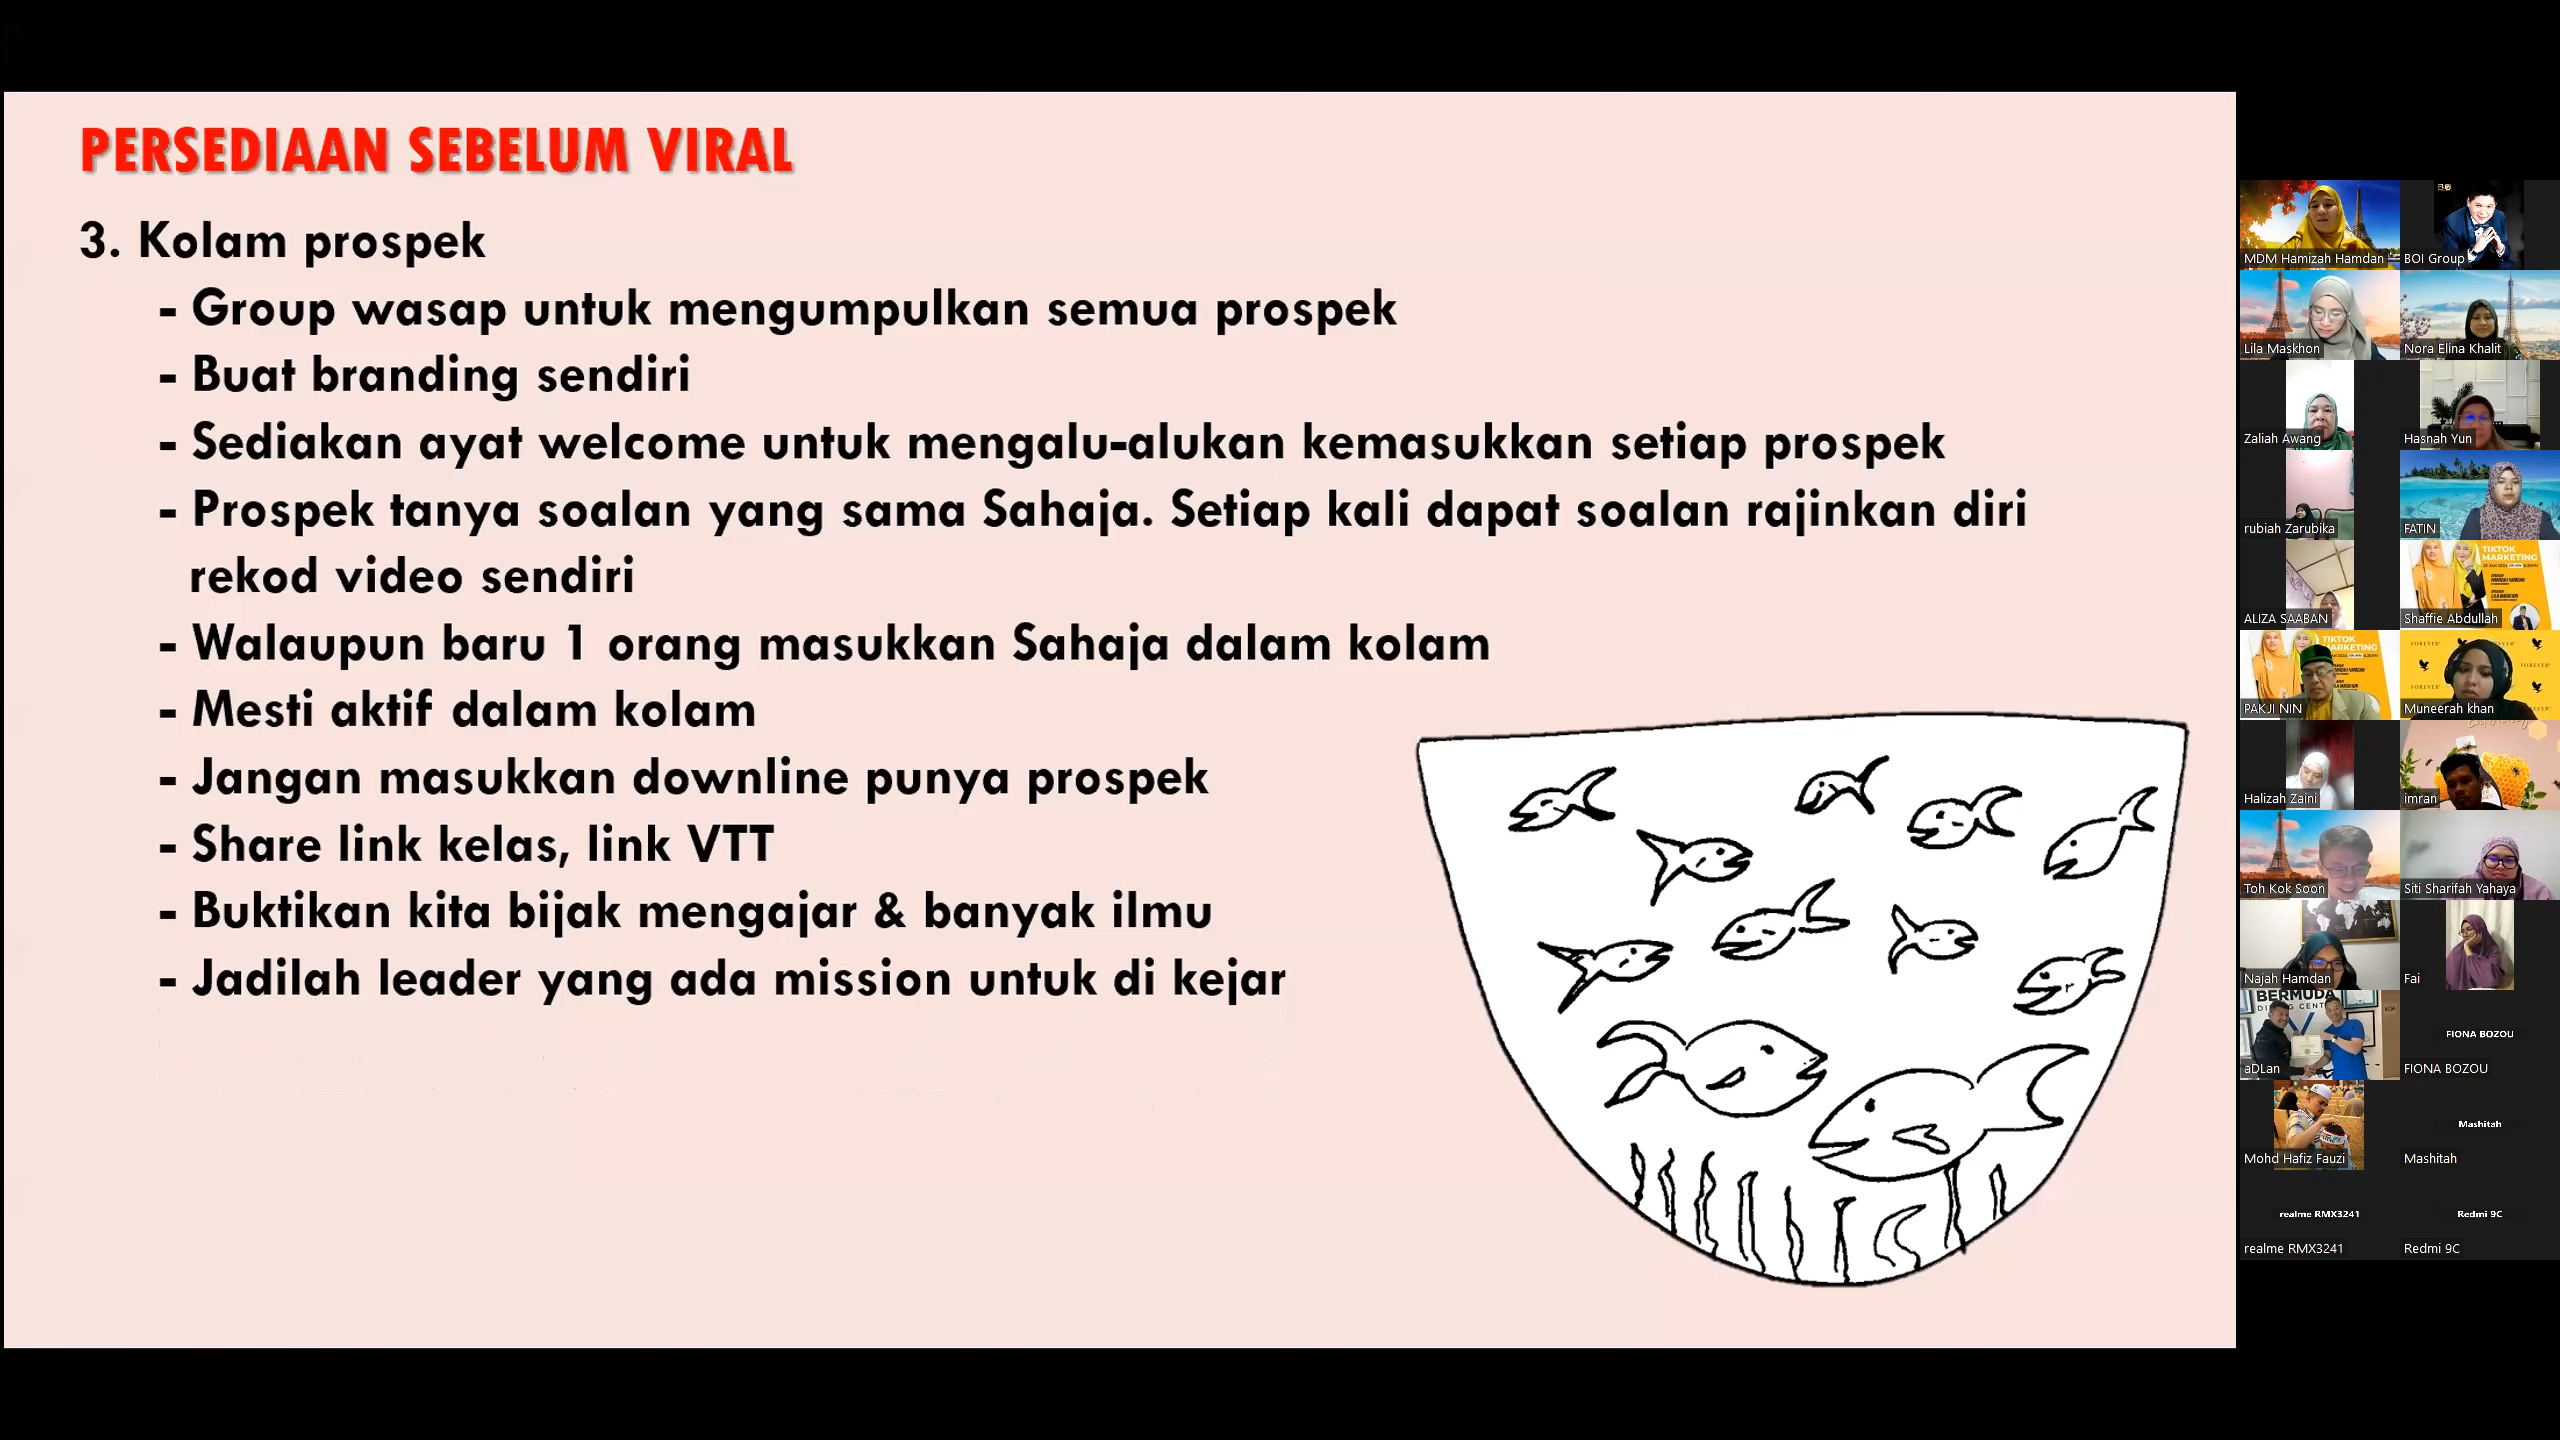 PERSEDIAAN SEBELUM VIRAL
3. Kolam prospek
- Group wasap untuk mengumpulkan semua prospek
- Buat branding sendiri
- Sediakan ayat welcome untuk mengalu-alukan kemasukkan setiap prospek
- Prospek tanya soalan yang sama Sahaja. Setiap kali dapat soalan rajinkan diri
rekod video sendiri
- Walaupun baru 1 orang masukkan Sahaja dalam kolam
- Mesti aktif dalam kolam
- Jangan masukkan downline punya prospek
- Share link kelas, link VTT
- Buktikan kita bijak mengajar & banyak ilmu
- Jadilah leader yang ada mission untuk di kejar
MDM Hamizah Hamdan
BOI Group
Lila Maskhon
Nora Elina Khalit
Zaliah Awang
Hasnah Yun
rubiah Zarubika
FATIN
TIKTOK
MARKETING
ALIZA SAABAN
Shaffie Abdullah
TIKTOK
MARKETING
FOREVER
PAKJI NIN
Muneerah khan
Halizah Zaini
imran
Toh Kok Soon
Siti Sharifah Yahaya
Najah Hamdan
Fai
BERMUDA
FIONA BOZOU
aDLan
FIONA BOZOU
Mashitah
Mohd Hafiz Fauzi
Mashitah
realme RMX3241
Redmi 9C
realme RMX3241
Redmi 9C